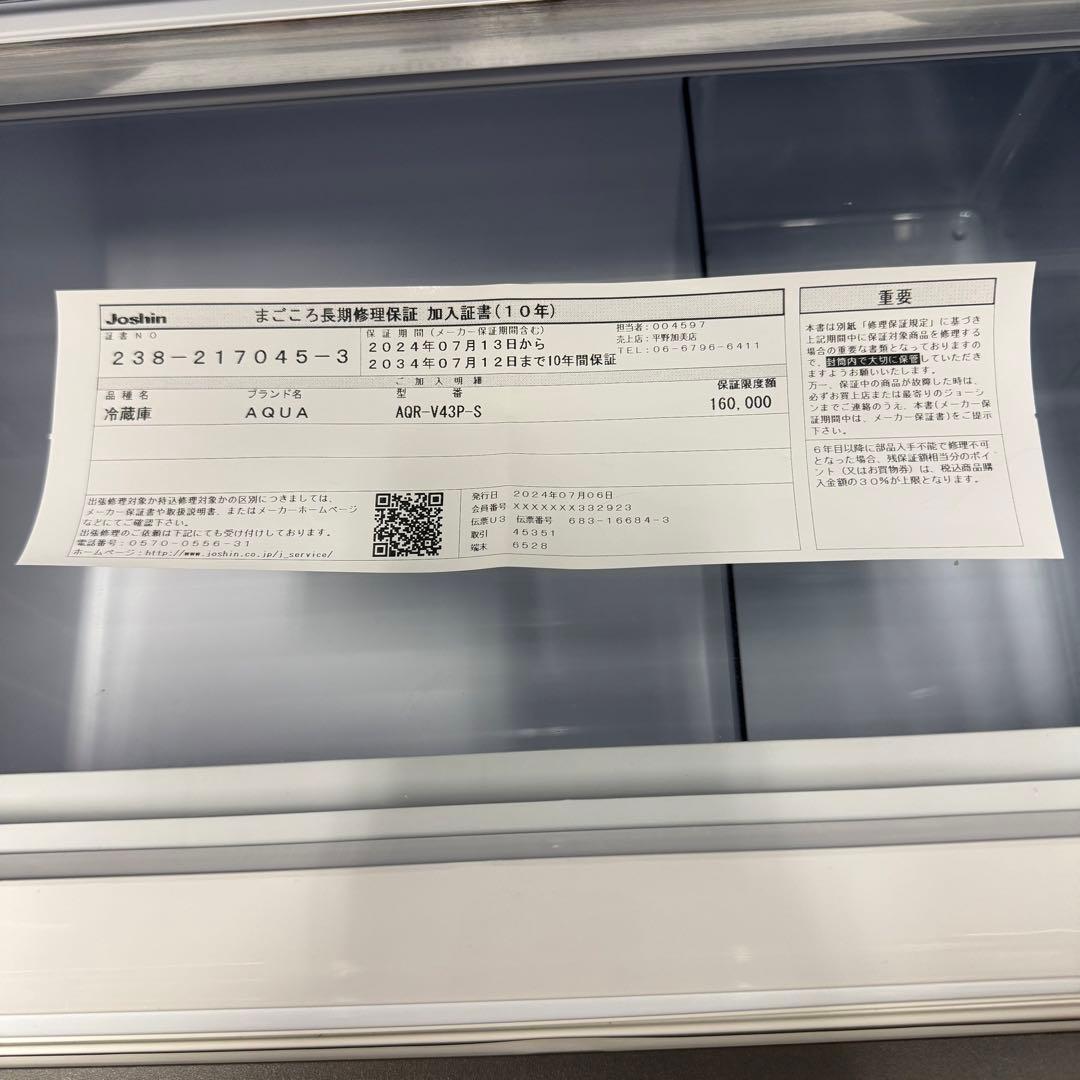 Joshin
まごころ長期修理保証 加入証書(10年)
証書NO
238-217045-3
保証期間(メーカー保証期間含む)
2024年07月13日から
2034年07月12日まで10年間保証
担当者:004597
売上店:平野加美店
TEL:06-6796-6411
ご加入明細
品種名 ブランド名 型番 保証限度額
冷蔵庫 AQUA AQR-V43P-S 160,000
出張修理対象か持込修理対象かの区別につきましては、
メーカー保証書や取扱説明書、またはメーカーホームページ
などにてご確認下さい。
出張修理のご依頼は下記にても受け付けしております。
電話番号:0570-0556-31
ホームページ:http://www.joshin.co.jp/j_service/
発行日 2024年07月06日
会員番号 XXXXXXX332923
伝票U3 伝票番号 683-16684-3
取引 45351
端末 6528
重要
本書は別紙「修理保証規定」に基づき
上記期間中に保証対象商品を修理する
場合の重要な書類となっておりますの
で、封筒内で大切に保管していただき
ますようお願いいたします。
万一、保証中の商品が故障した時は、
必ずお買上店または最寄りのジョーシ
ンまでご連絡のうえ、本書(メーカー保
証期間中は、メーカー保証書)をご提示
下さい。
6年目以降に部品入手不能で修理不可
となった場合、残保証額相当分のポイ
ント(又はお買物券)は、税込商品購
入金額の30%が上限となります。